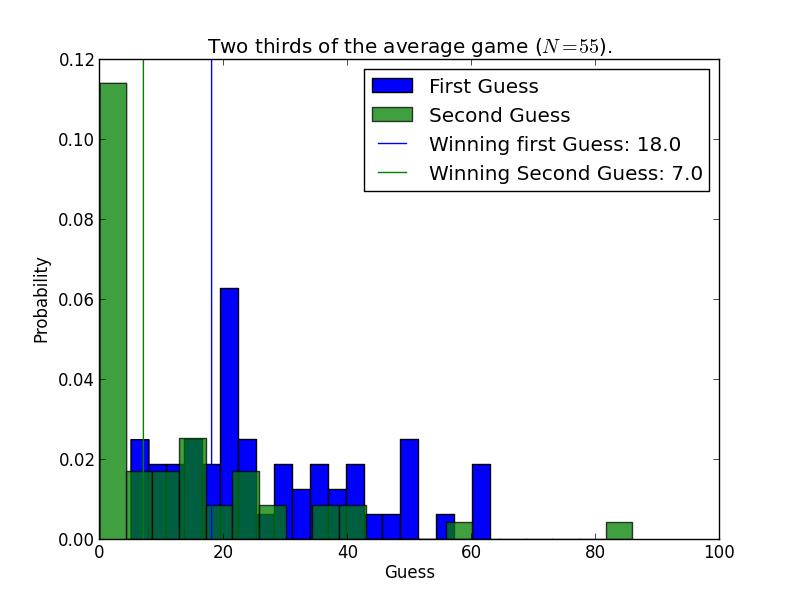 Two thirds of the average game (N=55).
First Guess
Second Guess
Winning first Guess: 18.0
Winning Second Guess: 7.0
0.12
0.10
0.08
0.06
0.04
0.02
0.00
Probability
0 20 40 60 80 100
Guess